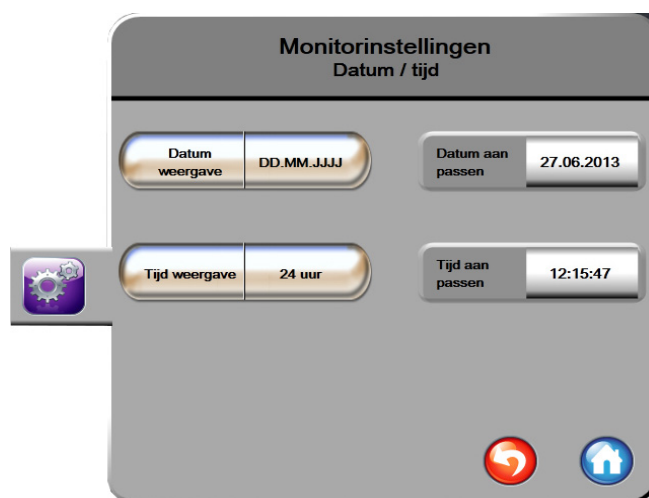 Monitorinstellingen
Datum / tijd
Datum
weergave
DD.MM.JJJJ
Datum aan
passen
27.06.2013
Tijd weergave
24 uur
Tijd aan
passen
12:15:47